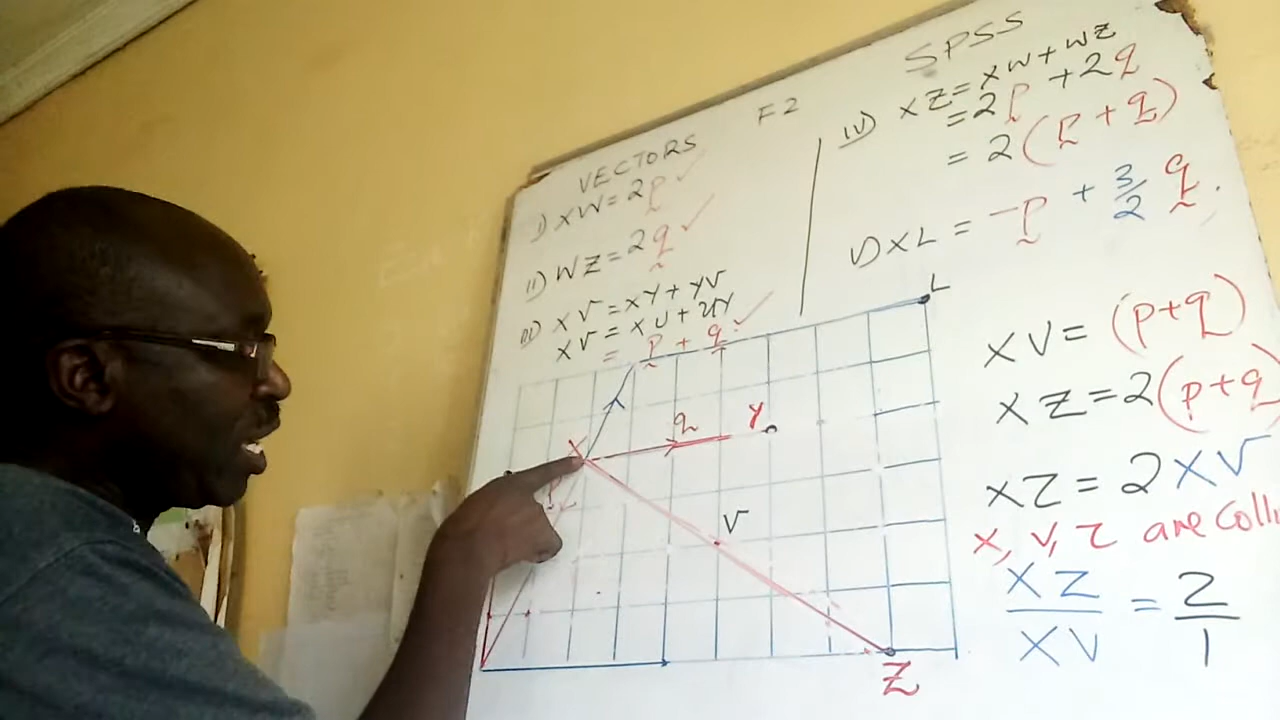 SPSS
F2
VECTORS
I) XW = 2p ✓
II) WZ = 2q ✓
III) XV = XY + YV
XV = XU + UY
= p + q ✓
IV) XZ = XW + WZ
= 2p + 2q
= 2(p + q)
V) XL = -p + 3/2 q.
L
X
q
Y
V
Z
XV = (p+q)
XZ = 2(p+q
XZ = 2XV
X, V, Z are colli
XZ/XV = 2/1